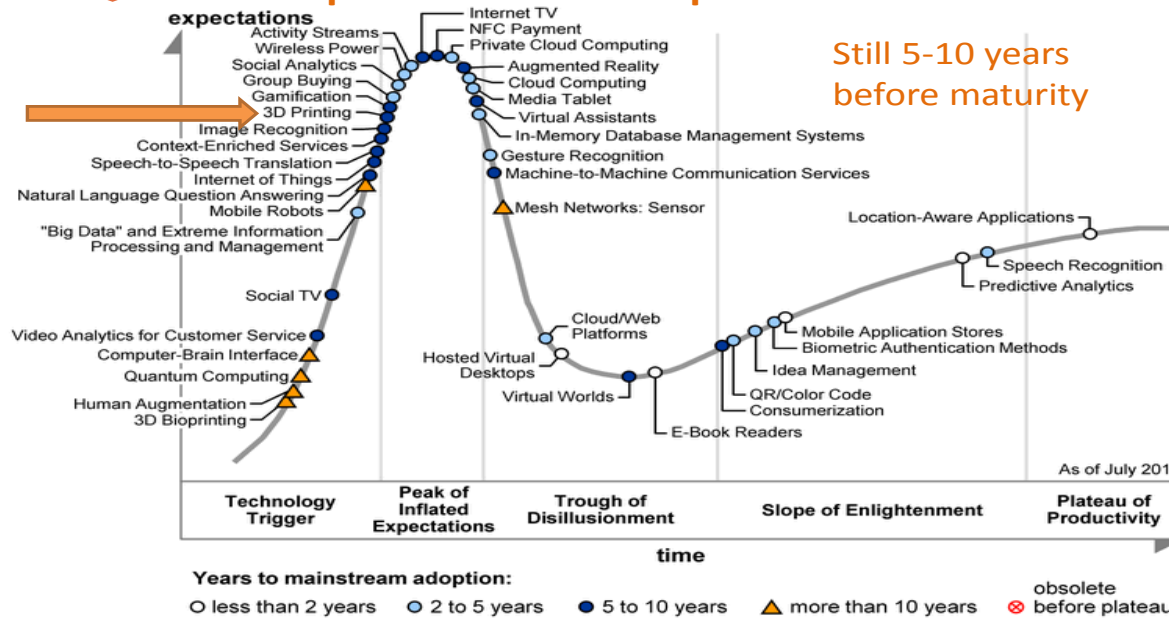 expectations
Still 5-10 years
before maturity
Activity Streams
Wireless Power
Social Analytics
Group Buying
Gamification
3D Printing
Image Recognition
Context-Enriched Services
Speech-to-Speech Translation
Internet of Things
Natural Language Question Answering
Mobile Robots
"Big Data" and Extreme Information
Processing and Management
Social TV
Video Analytics for Customer Service
Computer-Brain Interface
Quantum Computing
Human Augmentation
3D Bioprinting
Internet TV
NFC Payment
Private Cloud Computing
Augmented Reality
Cloud Computing
Media Tablet
Virtual Assistants
In-Memory Database Management Systems
Gesture Recognition
Machine-to-Machine Communication Services
Mesh Networks: Sensor
Cloud/Web
Platforms
Hosted Virtual
Desktops
Virtual Worlds
E-Book Readers
Consumerization
QR/Color Code
Idea Management
Biometric Authentication Methods
Mobile Application Stores
Location-Aware Applications
Speech Recognition
Predictive Analytics
As of July 201
Technology
Trigger
Peak of
Inflated
Expectations
Trough of
Disillusionment
Slope of Enlightenment
Plateau of
Productivity
time
Years to mainstream adoption:
less than 2 years
2 to 5 years
5 to 10 years
more than 10 years
obsolete
before plateau